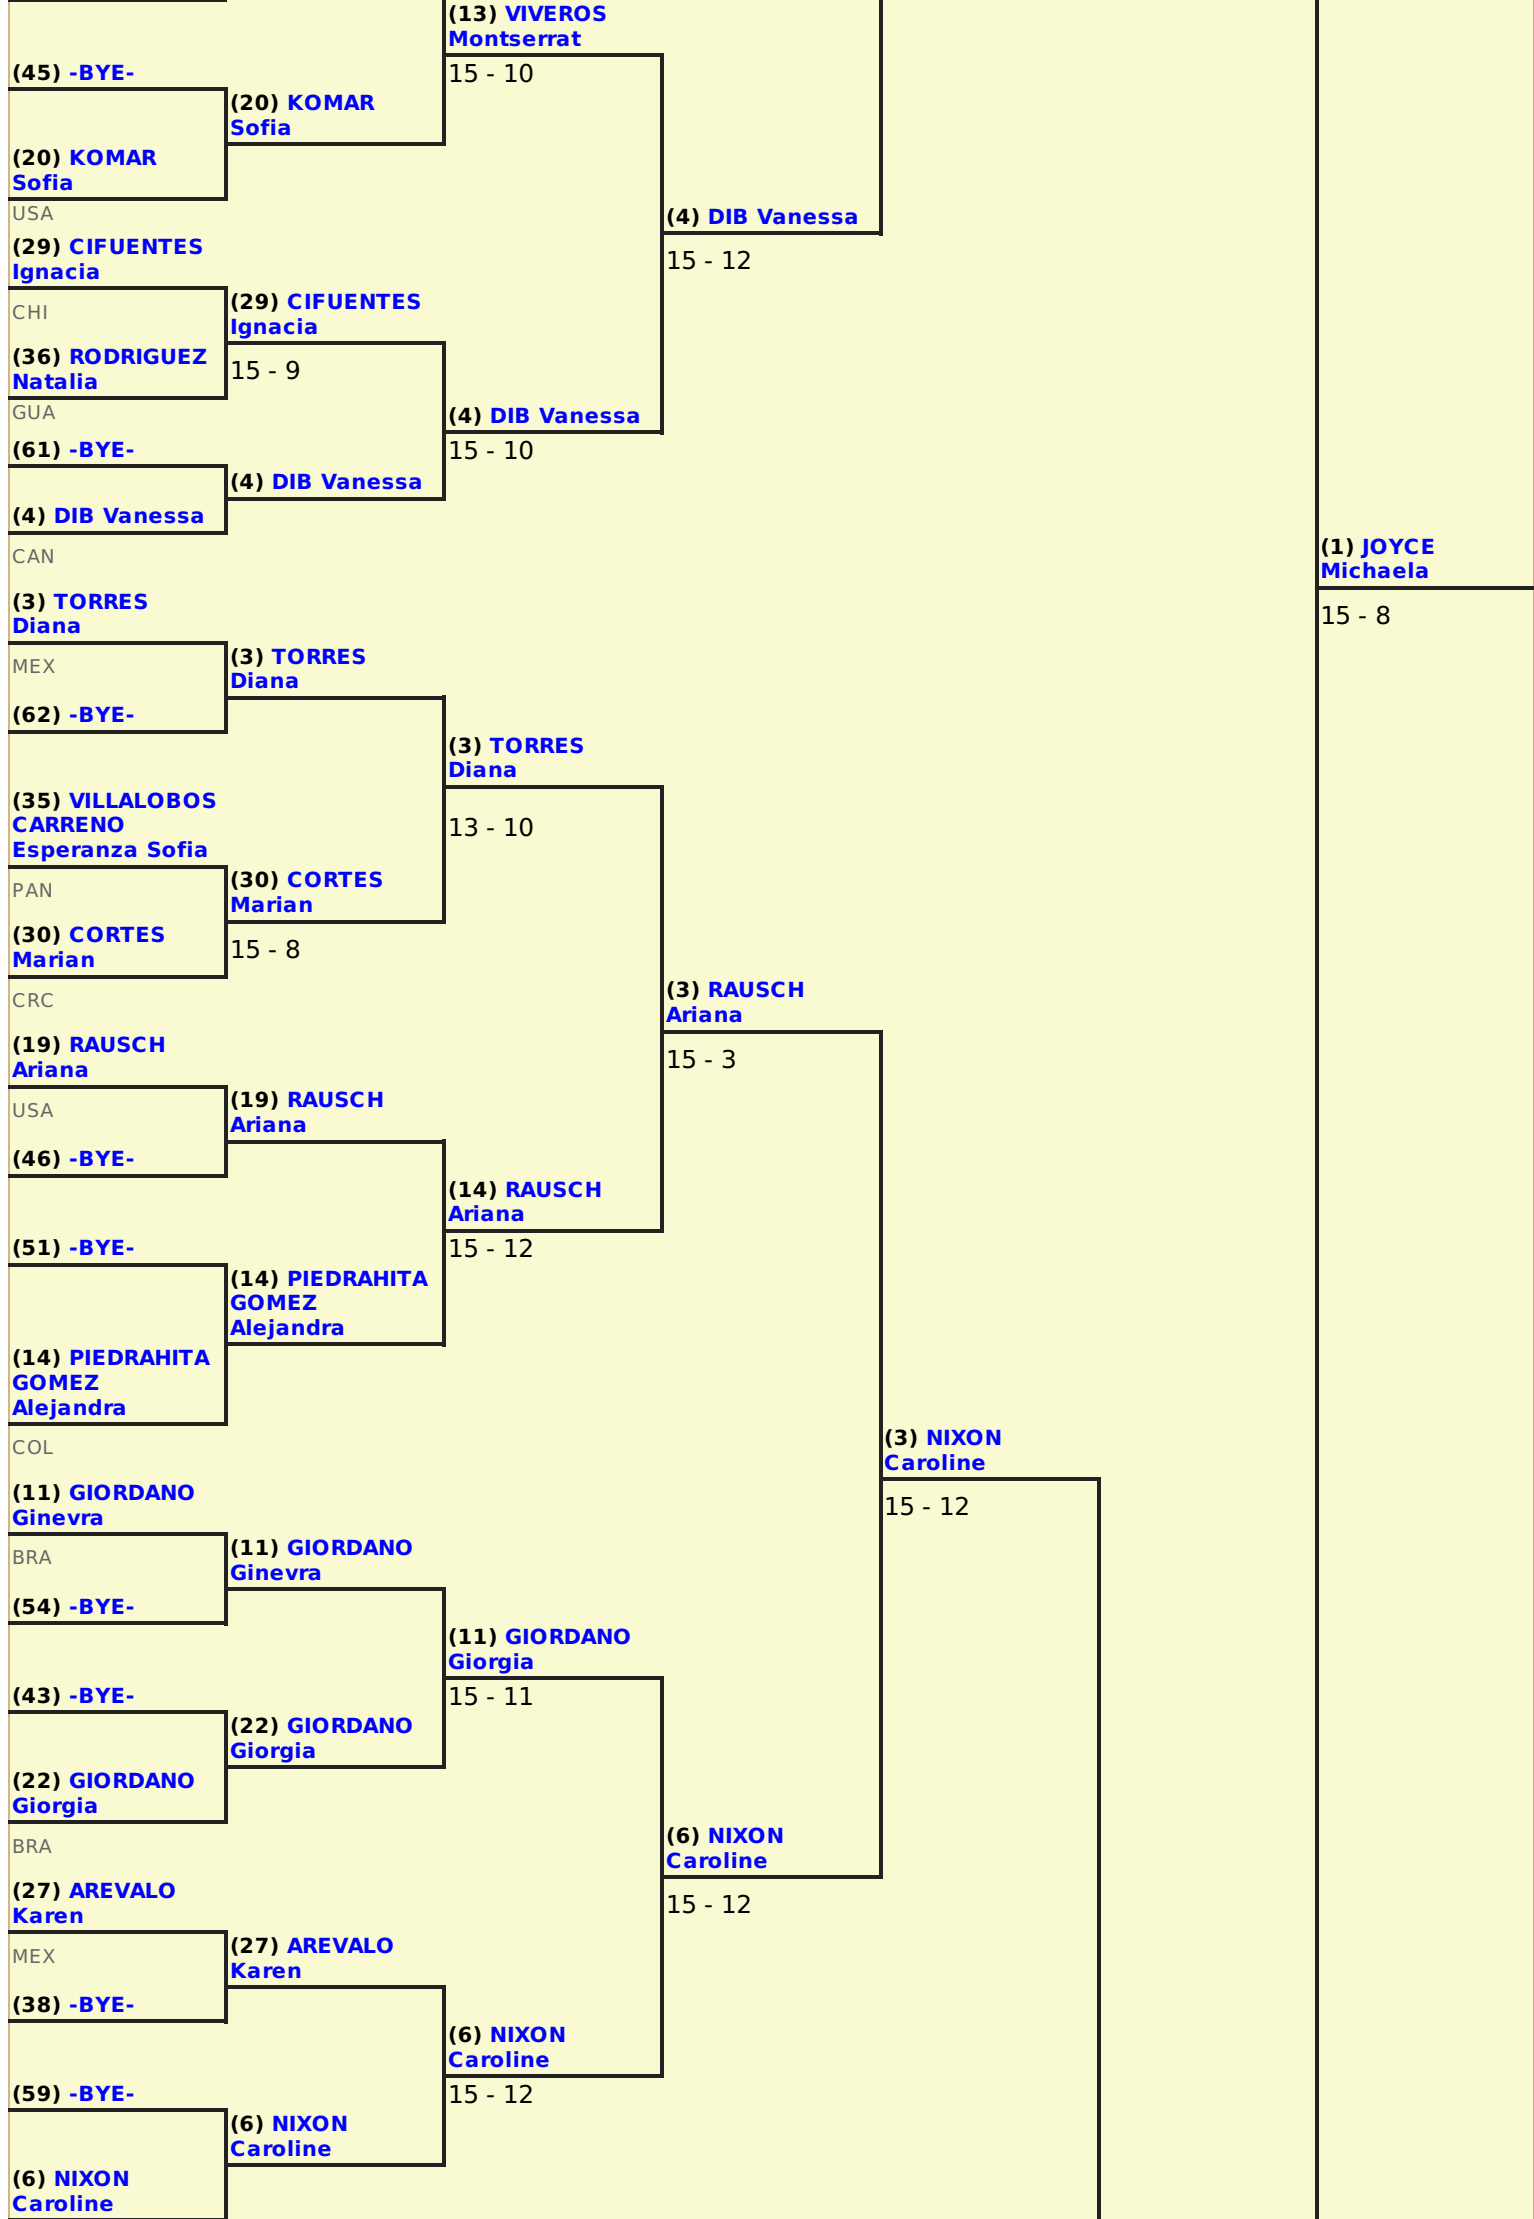 (13) VIVEROS
Montserrat
(45) -BYE-
15 - 10
(20) KOMAR
Sofia
(20) KOMAR
Sofia
USA
(4) DIB Vanessa
(29) CIFUENTES
Ignacia
15 - 12
CHI
(29) CIFUENTES
Ignacia
(36) RODRIGUEZ
Natalia
15 - 9
GUA
(4) DIB Vanessa
(61) -BYE-
15 - 10
(4) DIB Vanessa
(4) DIB Vanessa
CAN
(1) JOYCE
Michaela
(3) TORRES
Diana
15 - 8
MEX
(3) TORRES
Diana
(62) -BYE-
(3) TORRES
Diana
(35) VILLALOBOS
CARRENO
Esperanza Sofia
13 - 10
PAN
(30) CORTES
Marian
(30) CORTES
Marian
15 - 8
CRC
(3) RAUSCH
Ariana
(19) RAUSCH
Ariana
15 - 3
USA
(19) RAUSCH
Ariana
(46) -BYE-
(14) RAUSCH
Ariana
(51) -BYE-
15 - 12
(14) PIEDRAHITA
GOMEZ
Alejandra
(14) PIEDRAHITA
GOMEZ
Alejandra
COL
(3) NIXON
Caroline
(11) GIORDANO
Ginevra
15 - 12
BRA
(11) GIORDANO
Ginevra
(54) -BYE-
(11) GIORDANO
Giorgia
(43) -BYE-
15 - 11
(22) GIORDANO
Giorgia
(22) GIORDANO
Giorgia
BRA
(6) NIXON
Caroline
(27) AREVALO
Karen
15 - 12
MEX
(27) AREVALO
Karen
(38) -BYE-
(6) NIXON
Caroline
(59) -BYE-
15 - 12
(6) NIXON
Caroline
(6) NIXON
Caroline